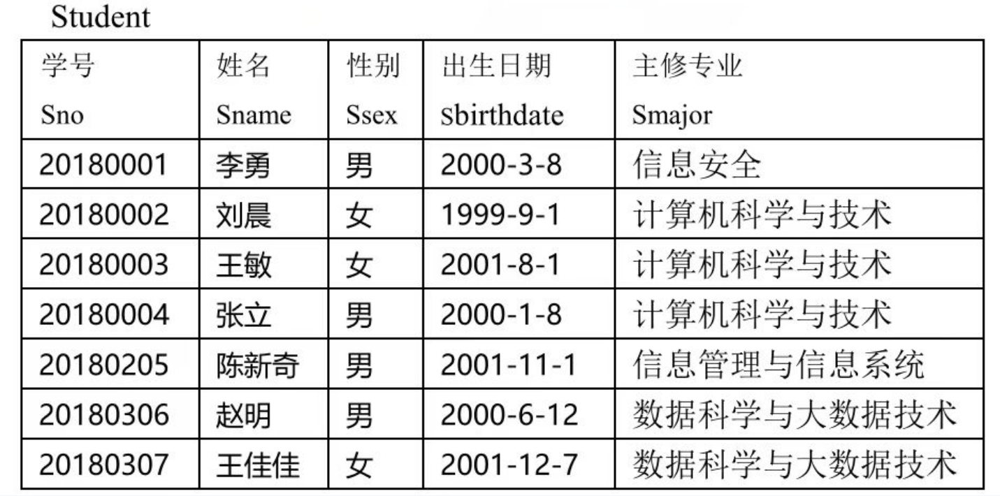 Student
学号 姓名 性别 出生日期 主修专业
Sno Sname Ssex Sbirthdate Smajor
20180001 李勇 男 2000-3-8 信息安全
20180002 刘晨 女 1999-9-1 计算机科学与技术
20180003 王敏 女 2001-8-1 计算机科学与技术
20180004 张立 男 2000-1-8 计算机科学与技术
20180205 陈新奇 男 2001-11-1 信息管理与信息系统
20180306 赵明 男 2000-6-12 数据科学与大数据技术
20180307 王佳佳 女 2001-12-7 数据科学与大数据技术